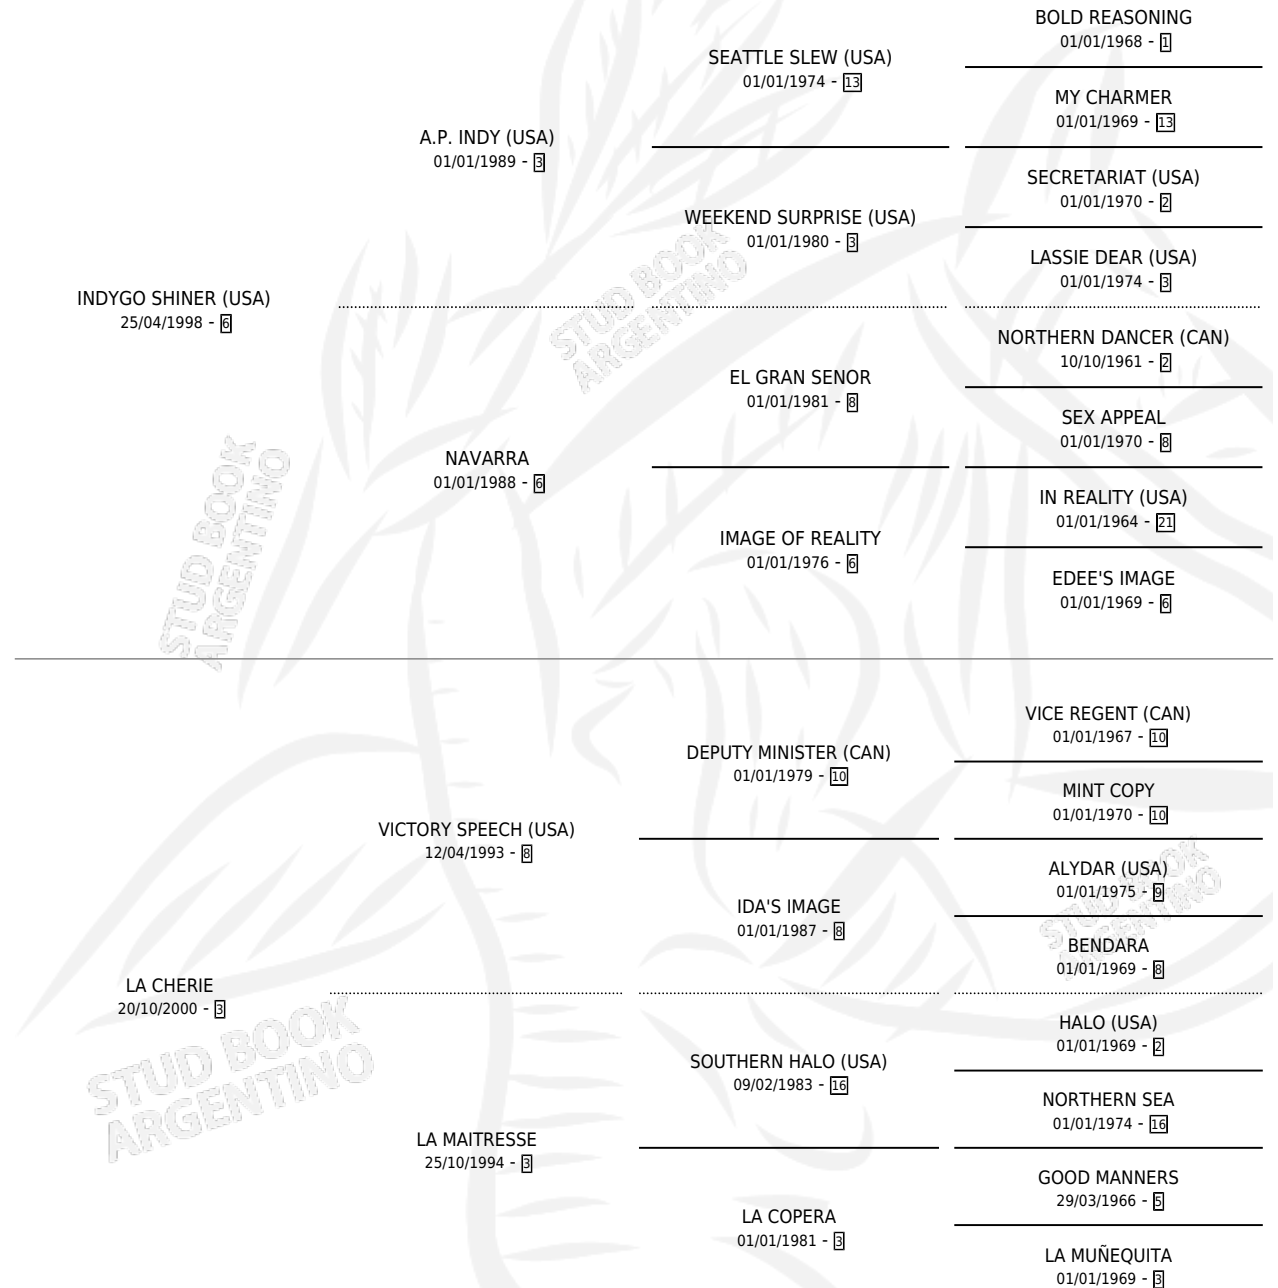 BOLD REASONING
01/01/1968 - 1
SEATTLE SLEW (USA)
01/01/1974 - 13
MY CHARMER
01/01/1969 - 13
A.P. INDY (USA)
01/01/1989 - 3
SECRETARIAT (USA)
01/01/1970 - 2
WEEKEND SURPRISE (USA)
01/01/1980 - 3
LASSIE DEAR (USA)
01/01/1974 - 3
INDYGO SHINER (USA)
25/04/1998 - 6
NORTHERN DANCER (CAN)
10/10/1961 - 2
EL GRAN SENOR
01/01/1981 - 8
SEX APPEAL
01/01/1970 - 8
NAVARRA
01/01/1988 - 6
IN REALITY (USA)
01/01/1964 - 21
IMAGE OF REALITY
01/01/1976 - 6
EDEE'S IMAGE
01/01/1969 - 6
VICE REGENT (CAN)
01/01/1967 - 10
DEPUTY MINISTER (CAN)
01/01/1979 - 10
MINT COPY
01/01/1970 - 10
VICTORY SPEECH (USA)
12/04/1993 - 8
ALYDAR (USA)
01/01/1975 - 9
IDA'S IMAGE
01/01/1987 - 8
BENDARA
01/01/1969 - 8
LA CHERIE
20/10/2000 - 3
HALO (USA)
01/01/1969 - 2
SOUTHERN HALO (USA)
09/02/1983 - 16
NORTHERN SEA
01/01/1974 - 16
LA MAITRESSE
25/10/1994 - 3
GOOD MANNERS
29/03/1966 - 5
LA COPERA
01/01/1981 - 3
LA MUÑEQUITA
01/01/1969 - 3
STUD BOOK
ARGENTINO
STUD BOOK
ARGENTINO
STUD BOOK
ARGENTINO
STUD BOOK
ARGENTINO